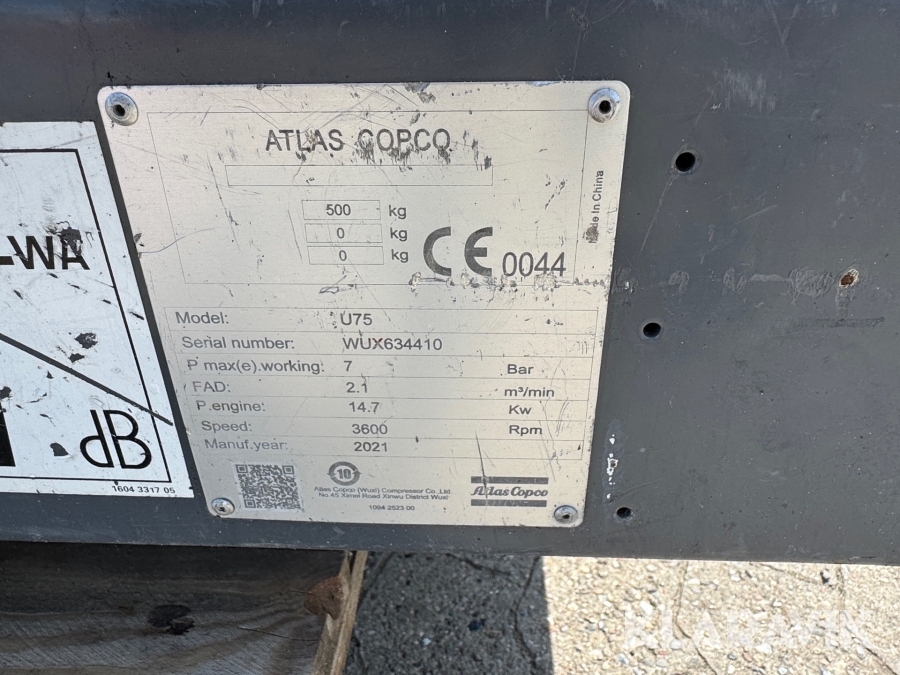 ATLAS COPCO
500 kg
0 kg
0 kg
CE 0044
Made In China
Model: U75
Serial number: WUX634410
P max(e).working: 7 Bar
FAD: 2.1 m³/min
P.engine: 14.7 Kw
Speed: 3600 Rpm
Manuf.year: 2021
10
Atlas Copco (Wuxi) Compressor Co.,Ltd
No.45 Ximei Road Xinwu District Wuxi
1094 2523 00
Atlas Copco
-WA
dB
1604 3317 05
KLARAVIK